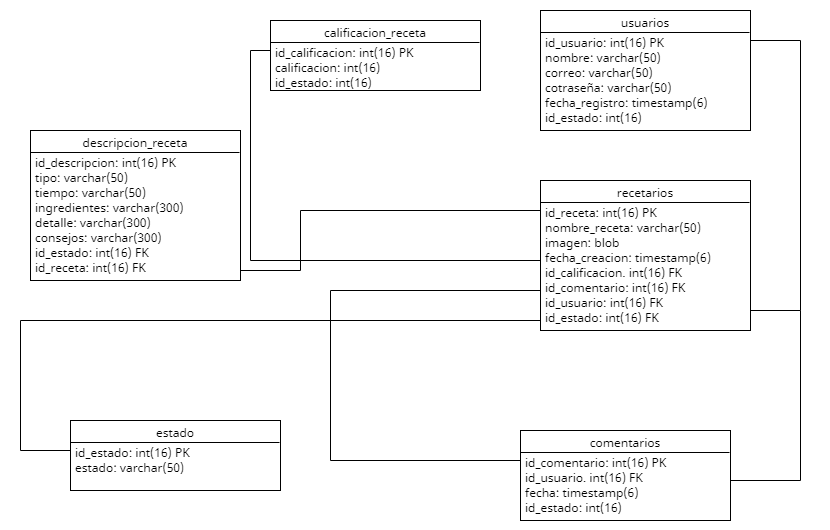 calificacion_receta
id_calificacion: int(16) PK
calificacion: int(16)
id_estado: int(16)
usuarios
id_usuario: int(16) PK
nombre: varchar(50)
correo: varchar(50)
cotraseña: varchar(50)
fecha_registro: timestamp(6)
id_estado: int(16)
descripcion_receta
id_descripcion: int(16) PK
tipo: varchar(50)
tiempo: varchar(50)
ingredientes: varchar(300)
detalle: varchar(300)
consejos: varchar(300)
id_estado: int(16) FK
id_receta: int(16) FK
recetarios
id_receta: int(16) PK
nombre_receta: varchar(50)
imagen: blob
fecha_creacion: timestamp(6)
id_calificacion. int(16) FK
id_comentario: int(16) FK
id_usuario: int(16) FK
id_estado: int(16) FK
estado
id_estado: int(16) PK
estado: varchar(50)
comentarios
id_comentario: int(16) PK
id_usuario. int(16) FK
fecha: timestamp(6)
id_estado: int(16)